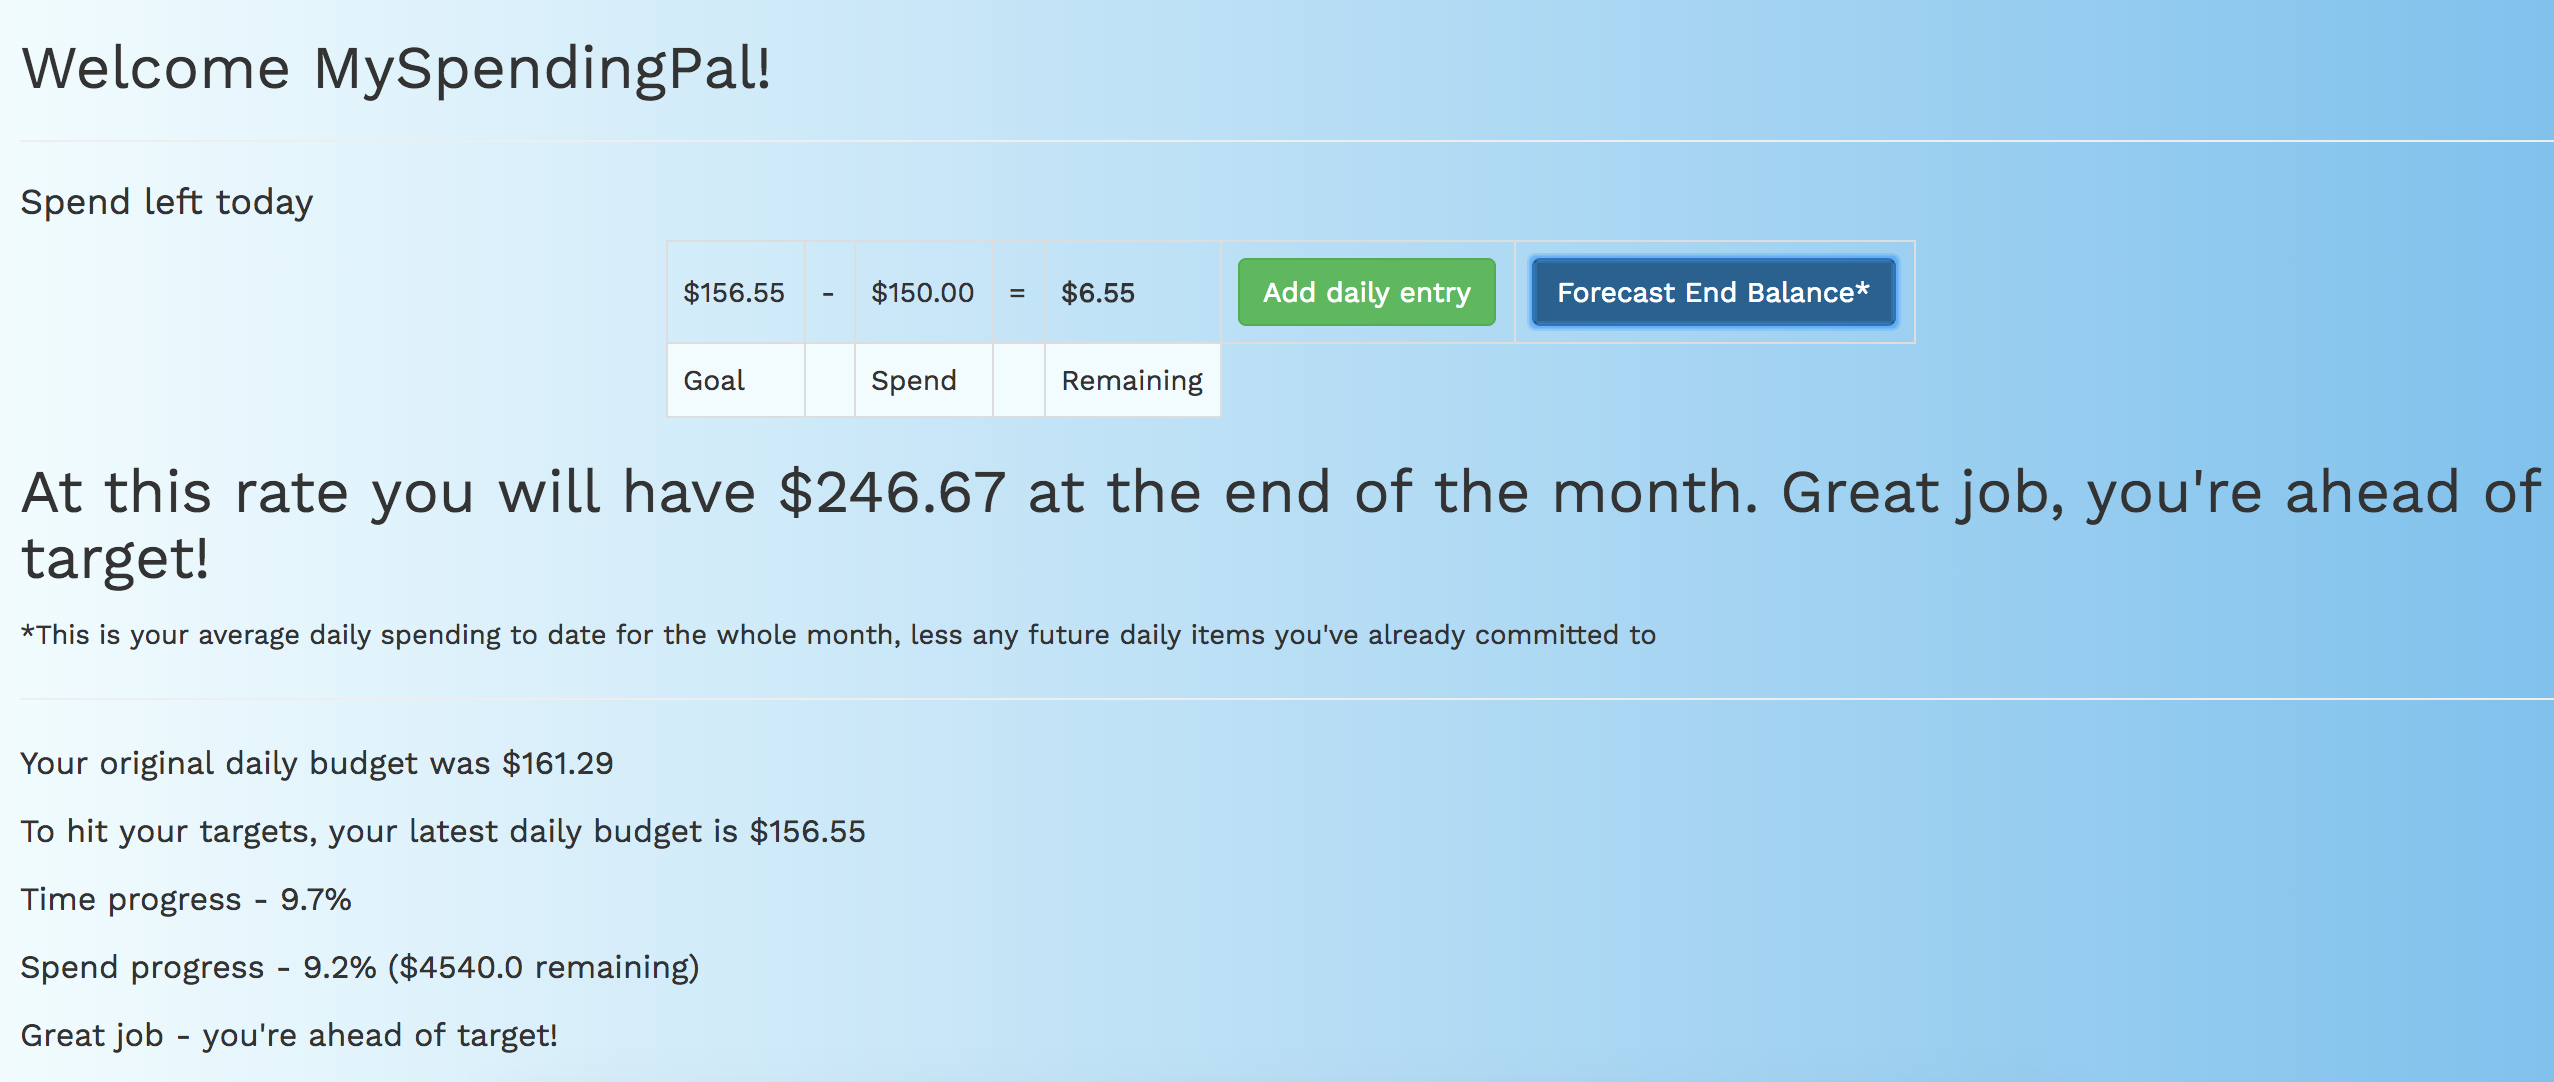 Welcome MySpendingPal!
Spend left today
$156.55 - $150.00 = $6.55 Add daily entry Forecast End Balance*
Goal Spend Remaining
At this rate you will have $246.67 at the end of the month. Great job, you're ahead of
target!
*This is your average daily spending to date for the whole month, less any future daily items you've already committed to
Your original daily budget was $161.29
To hit your targets, your latest daily budget is $156.55
Time progress - 9.7%
Spend progress - 9.2% ($4540.0 remaining)
Great job - you're ahead of target!